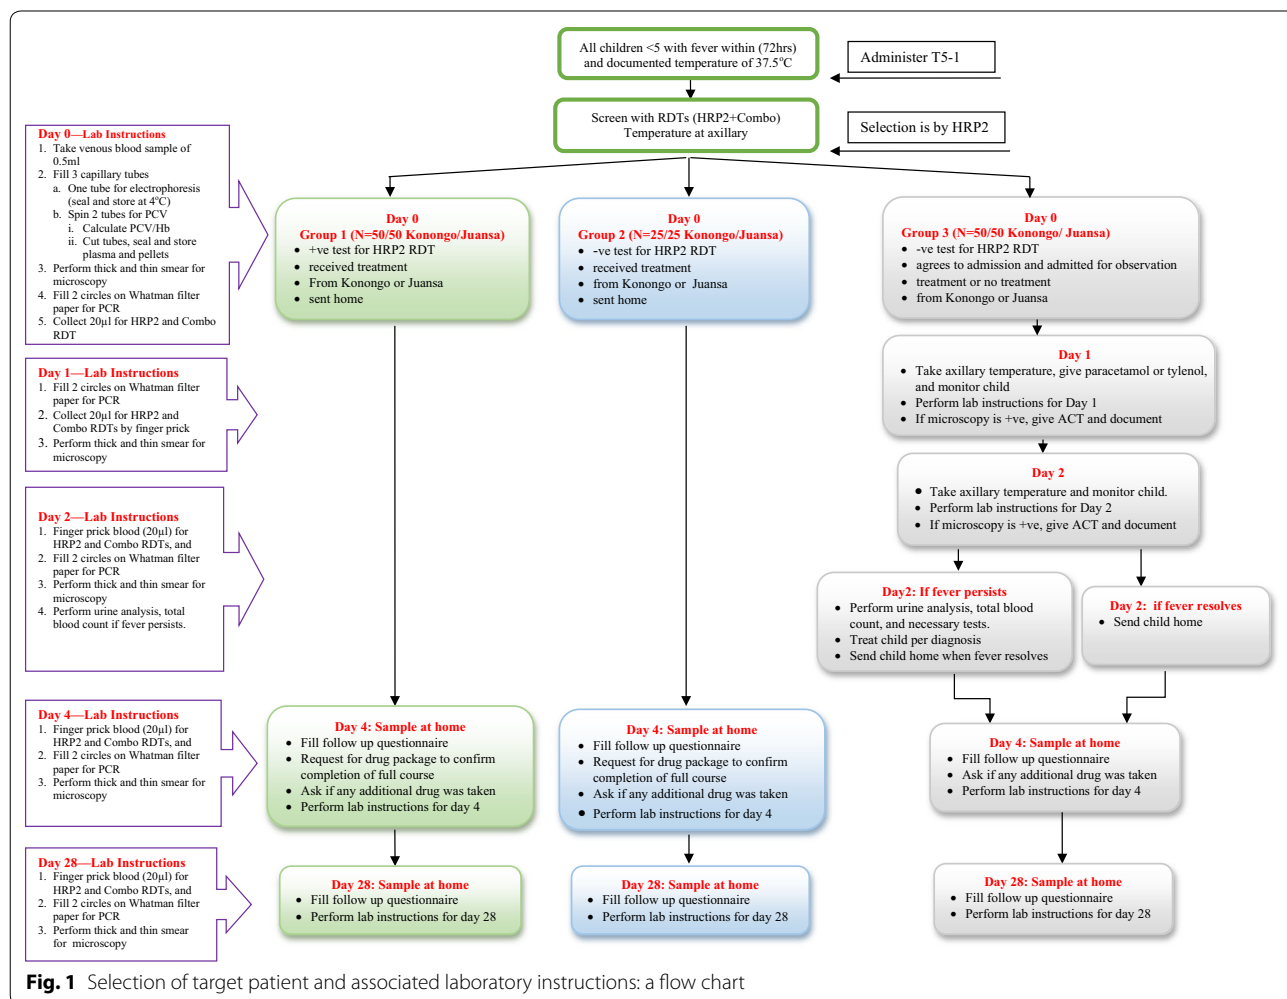 All children <5 with fever within (72hrs)
and documented temperature of 37.5°C
Administer T5-1
Screen with RDTs (HRP2+Combo)
Temperature at axillary
Selection is by HRP2
Day 0—Lab Instructions
1. Take venous blood sample of
0.5ml
2. Fill 3 capillary tubes
a. One tube for electrophoresis
(seal and store at 4°C)
b. Spin 2 tubes for PCV
i. Calculate PCV/Hb
ii. Cut tubes, seal and store
plasma and pellets
3. Perform thick and thin smear for
microscopy
4. Fill 2 circles on Whatman filter
paper for PCR
5. Collect 20µl for HRP2 and Combo
RDT
Day 0
Group 1 (N=50/50 Konongo/Juansa)
• +ve test for HRP2 RDT
• received treatment
• From Konongo or Juansa
• sent home
Day 0
Group 2 (N=25/25 Konongo/Juansa)
• -ve test for HRP2 RDT
• received treatment
• from Konongo or Juansa
• sent home
Day 0
Group 3 (N=50/50 Konongo/ Juansa)
• -ve test for HRP2 RDT
• agrees to admission and admitted for observation
• treatment or no treatment
• from Konongo or Juansa
Day 1—Lab Instructions
1. Fill 2 circles on Whatman filter
paper for PCR
2. Collect 20µl for HRP2 and
Combo RDTs by finger prick
3. Perform thick and thin smear for
microscopy
Day 1
• Take axillary temperature, give paracetamol or tylenol,
and monitor child
• Perform lab instructions for Day 1
• If microscopy is +ve, give ACT and document
Day 2
• Take axillary temperature and monitor child.
• Perform lab instructions for Day 2
• If microscopy is +ve, give ACT and document
Day 2—Lab Instructions
1. Finger prick blood (20µl) for
HRP2 and Combo RDTs, and
2. Fill 2 circles on Whatman filter
paper for PCR
3. Perform thick and thin smear for
microscopy
4. Perform urine analysis, total
blood count if fever persists.
Day2: If fever persists
• Perform urine analysis, total blood
count, and necessary tests.
• Treat child per diagnosis
• Send child home when fever resolves
Day 2: if fever resolves
• Send child home
Day 4—Lab Instructions
1. Finger prick blood (20µl) for
HRP2 and Combo RDTs, and
2. Fill 2 circles on Whatman filter
paper for PCR
3. Perform thick and thin smear for
microscopy
Day 4: Sample at home
• Fill follow up questionnaire
• Request for drug package to confirm
completion of full course
• Ask if any additional drug was taken
• Perform lab instructions for day 4
Day 4: Sample at home
• Fill follow up questionnaire
• Request for drug package to confirm
completion of full course
• Ask if any additional drug was taken
• Perform lab instructions for day 4
Day 4: Sample at home
• Fill follow up questionnaire
• Ask if any additional drug was taken
• Perform lab instructions for day 4
Day 28—Lab Instructions
1. Finger prick blood (20µl) for
HRP2 and Combo RDTs, and
2. Fill 2 circles on Whatman filter
paper for PCR
3. Perform thick and thin smear
for microscopy
Day 28: Sample at home
• Fill follow up questionnaire
• Perform lab instructions for day 28
Day 28: Sample at home
• Fill follow up questionnaire
• Perform lab instructions for day 28
Day 28: Sample at home
• Fill follow up questionnaire
• Perform lab instructions for day 28
Fig. 1 Selection of target patient and associated laboratory instructions: a flow chart